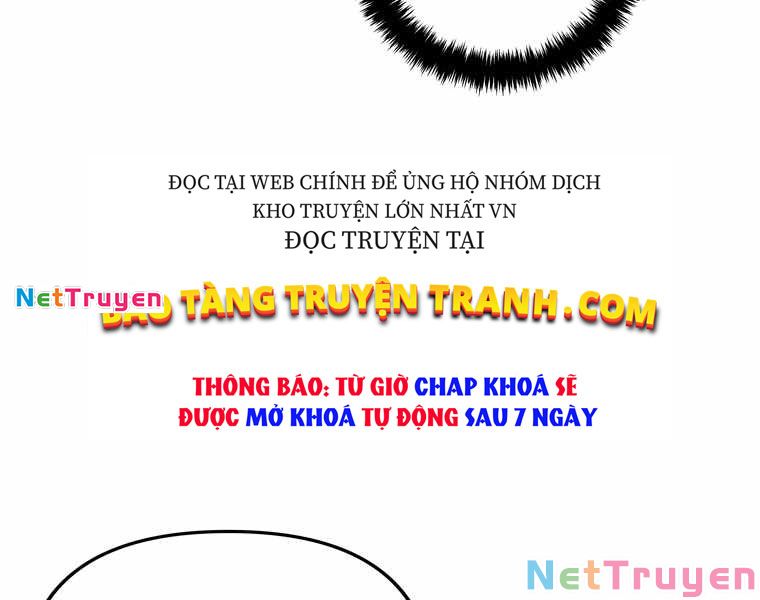 ĐỌC TẠI WEB CHÍNH ĐỂ ỦNG HỘ NHÓM DỊCH
KHO TRUYỆN LỚN NHẤT VN
ĐỌC TRUYỆN TẠI
NetTruyen
BẢO TÀNG TRUYỆN TRANH.COM
THÔNG BÁO: TỪ GIỜ CHAP KHOÁ SẼ
ĐƯỢC MỞ KHOÁ TỰ ĐỘNG SAU 7 NGÀY
NetTruyen